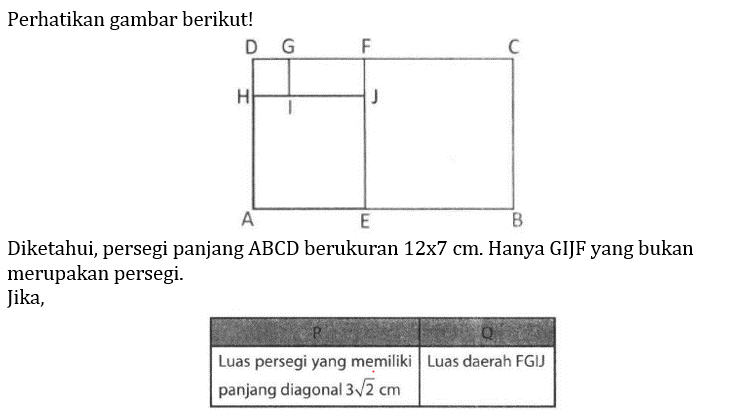 Perhatikan gambar berikut!
D G F C
H I J
A E B
Diketahui, persegi panjang ABCD berukuran 12x7 cm. Hanya GIJF yang bukan
merupakan persegi.
Jika,
P Q
Luas persegi yang memiliki Luas daerah FGIJ
panjang diagonal 3√2 cm